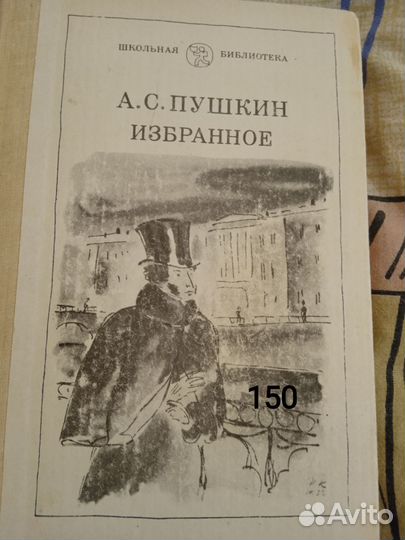 ШКОЛЬНАЯ БИБЛИОТЕКА
А.С.ПУШКИН
ИЗБРАННОЕ
150
Avito